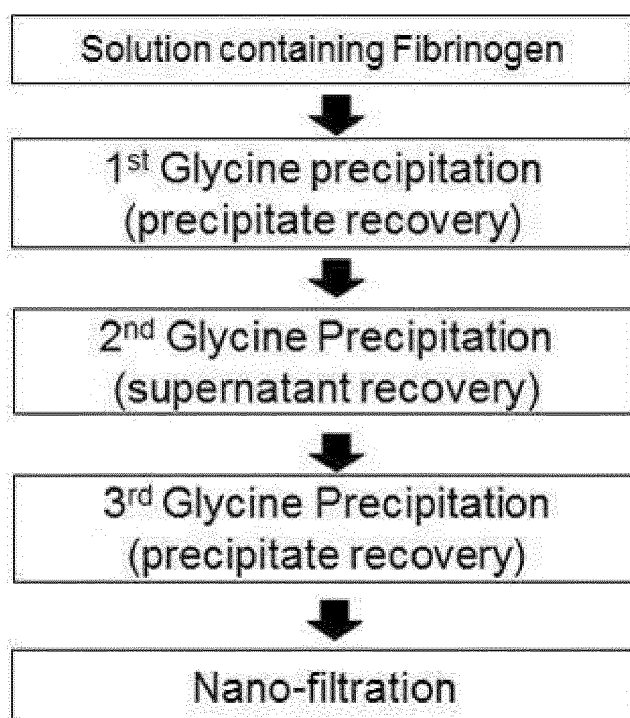 Solution containing Fibrinogen
1st Glycine precipitation
(precipitate recovery)
2nd Glycine Precipitation
(supernatant recovery)
3rd Glycine Precipitation
(precipitate recovery)
Nano-filtration